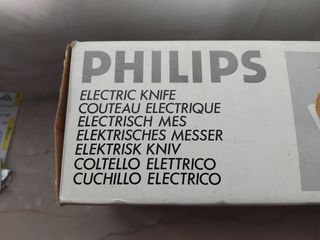 PHILIPS
ELECTRIC KNIFE
COUTEAU ELECTRIQUE
ELECTRISCH MES
ELEKTRISCHES MESSER
ELEKTRISK KNIV
COLTELLO ELETTRICO
CUCHILLO ELECTRICO